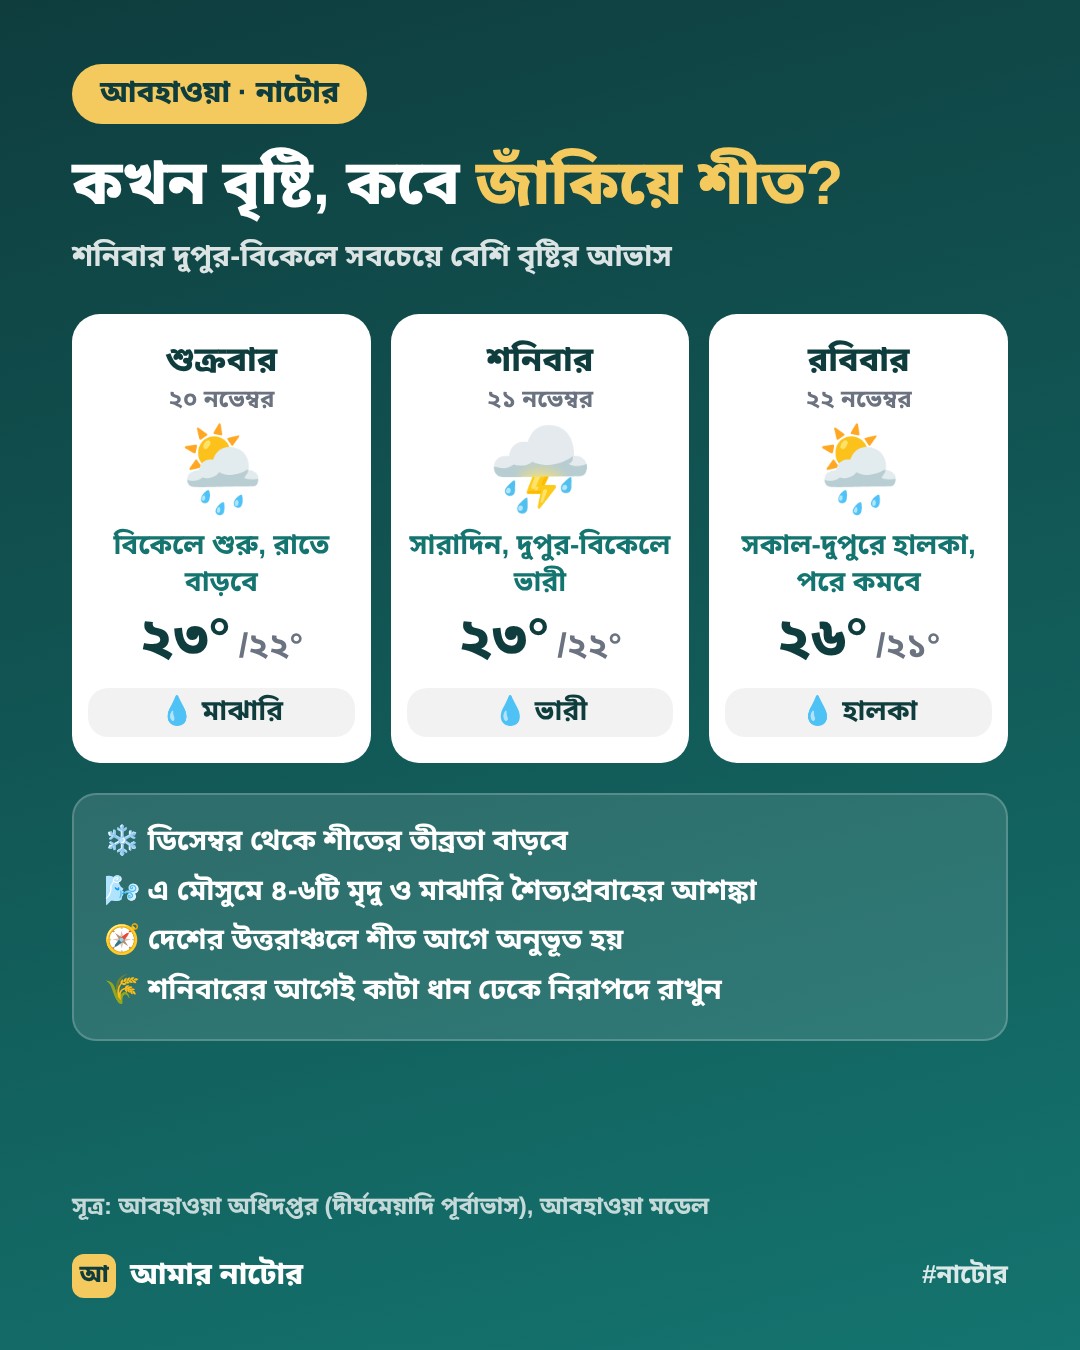 আবহাওয়া · নাটোর
কখন বৃষ্টি, কবে জাঁকিয়ে শীত?
শনিবার দুপুর-বিকেলে সবচেয়ে বেশি বৃষ্টির আভাস
শুক্রবার
২০ নভেম্বর
বিকেলে শুরু, রাতে
বাড়বে
২৩° /২২°
মাঝারি
শনিবার
২১ নভেম্বর
সারাদিন, দুপুর-বিকেলে
ভারী
২৩° /২২°
ভারী
রবিবার
২২ নভেম্বর
সকাল-দুপুরে হালকা,
পরে কমবে
২৬° /২১°
হালকা
ডিসেম্বর থেকে শীতের তীব্রতা বাড়বে
এ মৌসুমে ৪-৬টি মৃদু ও মাঝারি শৈত্যপ্রবাহের আশঙ্কা
দেশের উত্তরাঞ্চলে শীত আগে অনুভূত হয়
শনিবারের আগেই কাটা ধান ঢেকে নিরাপদে রাখুন
সূত্র: আবহাওয়া অধিদপ্তর (দীর্ঘমেয়াদি পূর্বাভাস), আবহাওয়া মডেল
আ আমার নাটোর
#নাটোর